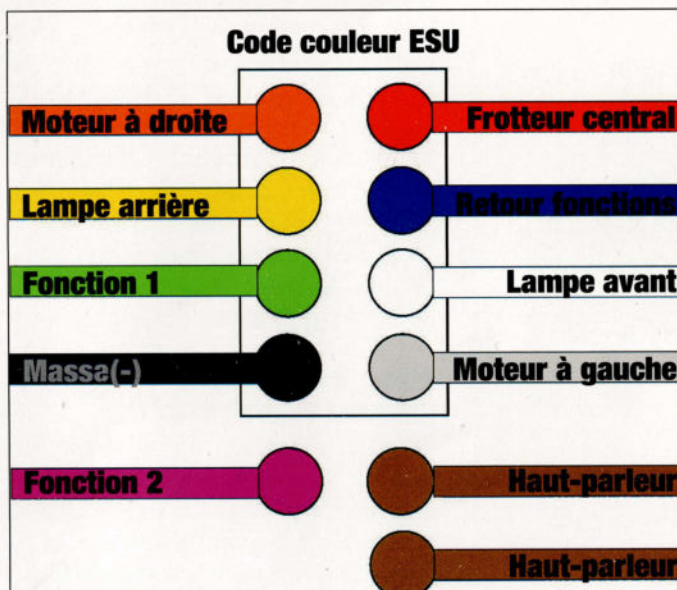 Code couleur ESU
Moteur à droite
Frotteur central
Lampe arrière
Retour fonctions
Fonction 1
Lampe avant
Masse(-)
Moteur à gauche
Fonction 2
Haut-parleur
Haut-parleur